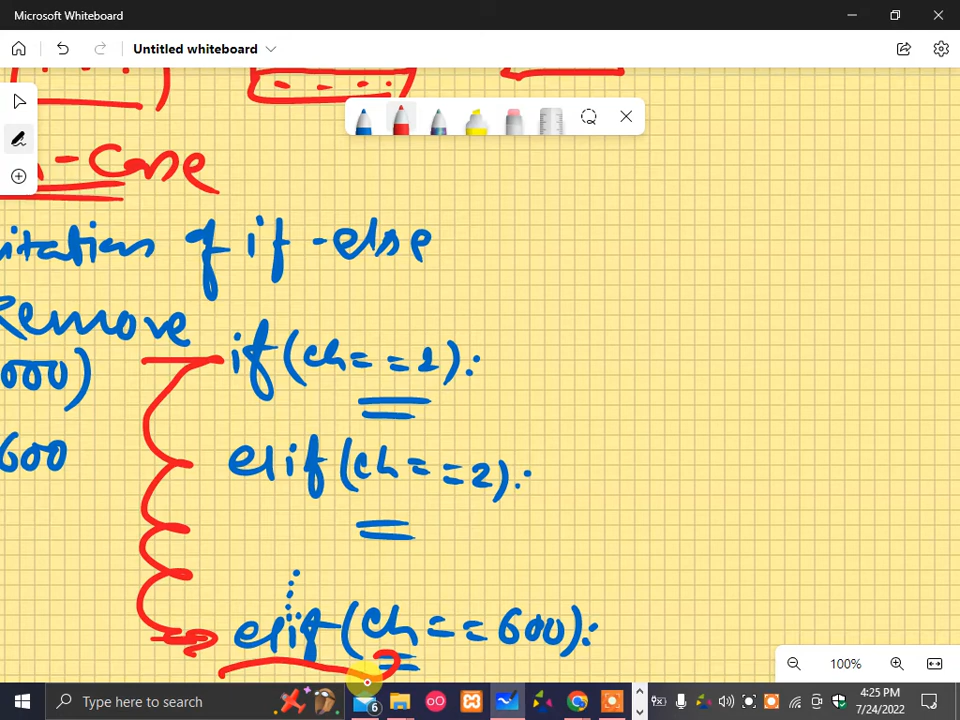 Microsoft Whiteboard
Untitled whiteboard
- Case
itation of if-else
Remove
000)
if(ch==1):
elif(ch==2):
600
elif(ch==600):
100%
Type here to search
6
4:25 PM
7/24/2022